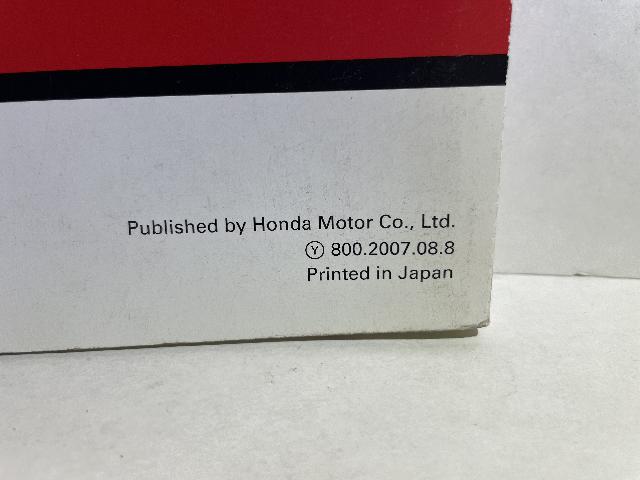 Published by Honda Motor Co., Ltd.
Ⓨ 800.2007.08.8
Printed in Japan